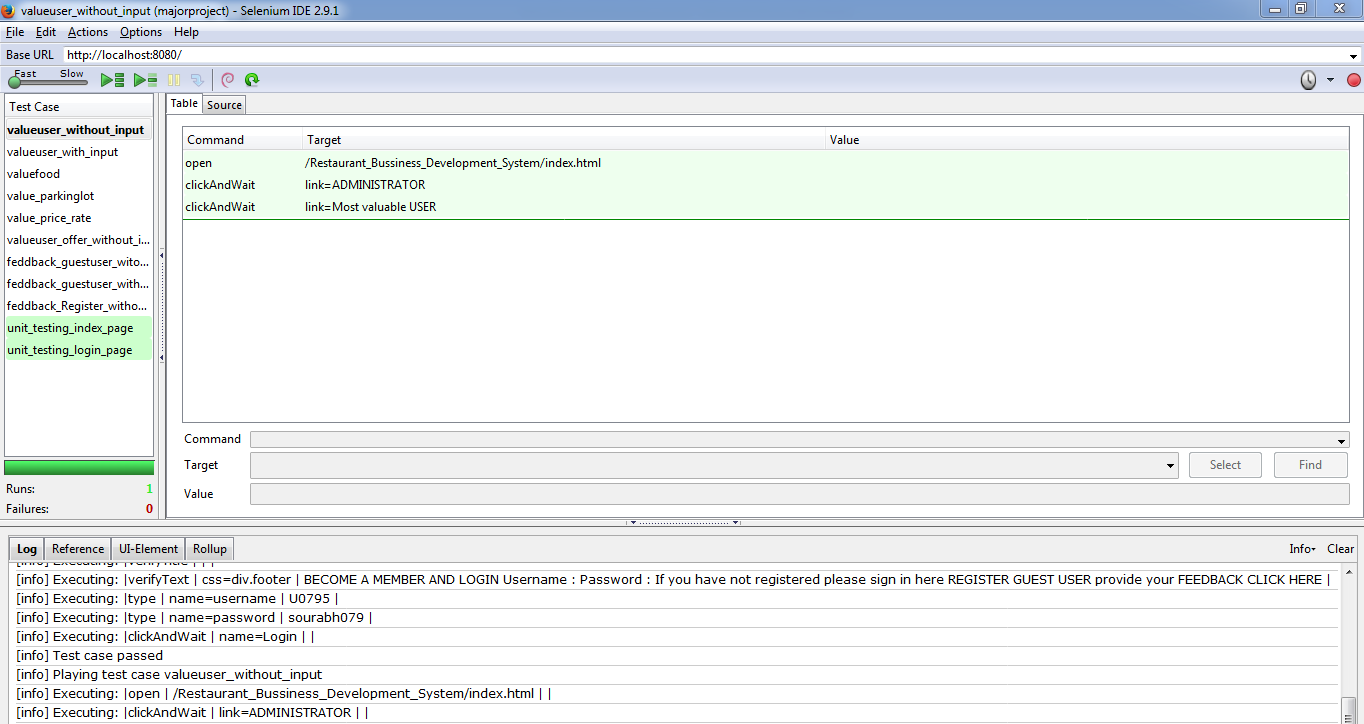 valueuser_without_input (majorproject) - Selenium IDE 2.9.1
File Edit Actions Options Help
Base URL http://localhost:8080/
Fast Slow
Test Case
valueuser_without_input
valueuser_with_input
valuefood
value_parkinglot
value_price_rate
valueuser_offer_without_i...
feddback_guestuser_wito...
feddback_guestuser_with...
feddback_Register_witho...
unit_testing_index_page
unit_testing_login_page
Runs: 1
Failures: 0
Table Source
Command Target Value
open /Restaurant_Bussiness_Development_System/index.html
clickAndWait link=ADMINISTRATOR
clickAndWait link=Most valuable USER
Command
Target Select Find
Value
Log Reference UI-Element Rollup Info Clear
[info] Executing: |verifyTitle | | |
[info] Executing: |verifyText | css=div.footer | BECOME A MEMBER AND LOGIN Username : Password : If you have not registered please sign in here REGISTER GUEST USER provide your FEEDBACK CLICK HERE |
[info] Executing: |type | name=username | U0795 |
[info] Executing: |type | name=password | sourabh079 |
[info] Executing: |clickAndWait | name=Login | |
[info] Test case passed
[info] Playing test case valueuser_without_input
[info] Executing: |open | /Restaurant_Bussiness_Development_System/index.html | |
[info] Executing: |clickAndWait | link=ADMINISTRATOR | |